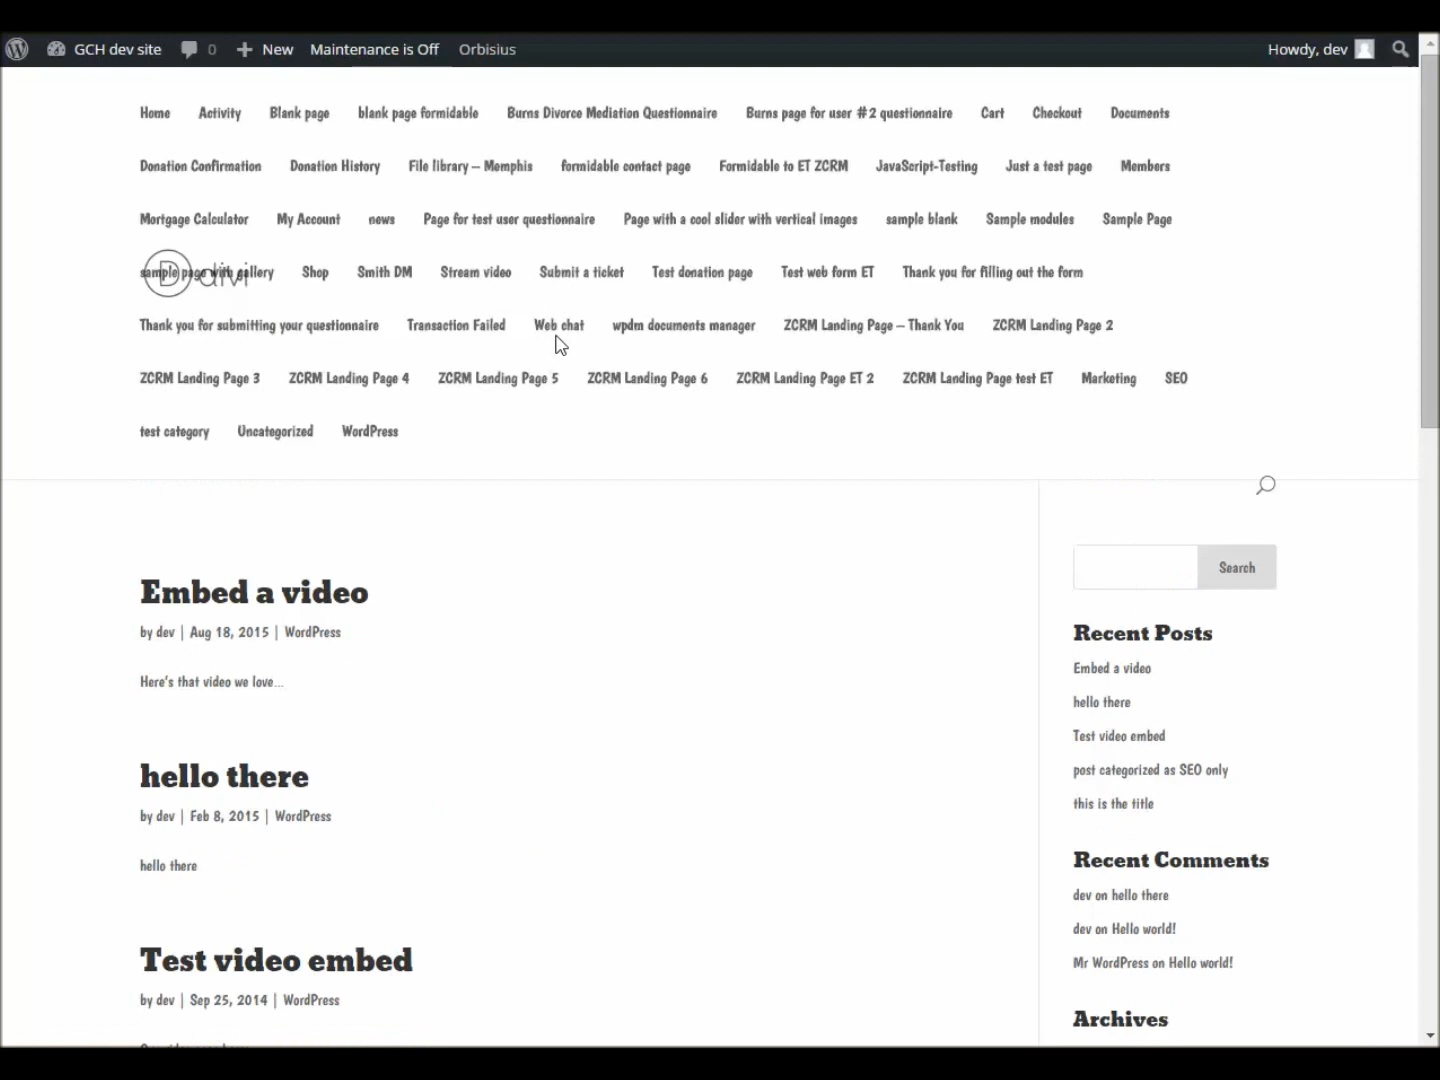 GCH dev site 0 New Maintenance is Off Orbisius Howdy, dev
Home Activity Blank page blank page formidable Burns Divorce Mediation Questionnaire Burns page for user #2 questionnaire Cart Checkout Documents
Donation Confirmation Donation History File library – Memphis formidable contact page Formidable to ET ZCRM JavaScript-Testing Just a test page Members
Mortgage Calculator My Account news Page for test user questionnaire Page with a cool slider with vertical images sample blank Sample modules Sample Page
sample page with gallery Shop Smith DM Stream video Submit a ticket Test donation page Test web form ET Thank you for filling out the form
D divi
Thank you for submitting your questionnaire Transaction Failed Web chat wpdm documents manager ZCRM Landing Page – Thank You ZCRM Landing Page 2
ZCRM Landing Page 3 ZCRM Landing Page 4 ZCRM Landing Page 5 ZCRM Landing Page 6 ZCRM Landing Page ET 2 ZCRM Landing Page test ET Marketing SEO
test category Uncategorized WordPress
Embed a video
by dev | Aug 18, 2015 | WordPress
Here's that video we love...
hello there
by dev | Feb 8, 2015 | WordPress
hello there
Test video embed
by dev | Sep 25, 2014 | WordPress
Search
Recent Posts
Embed a video
hello there
Test video embed
post categorized as SEO only
this is the title
Recent Comments
dev on hello there
dev on Hello world!
Mr WordPress on Hello world!
Archives